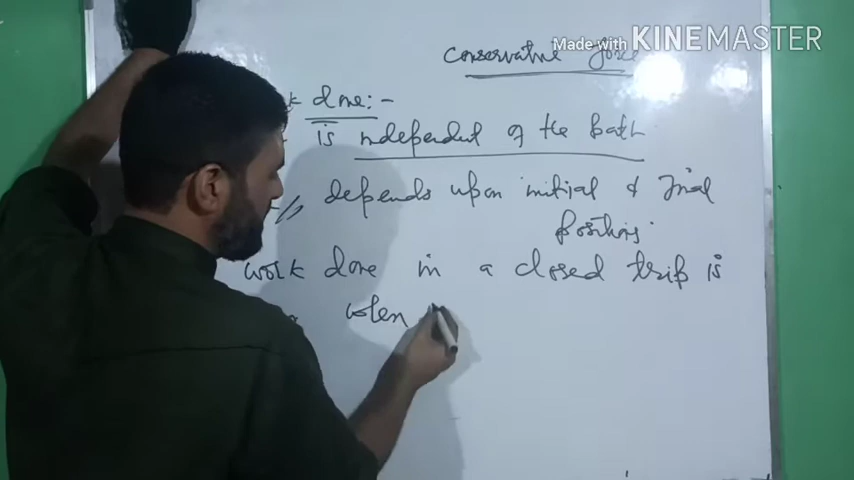 Conservative force
Made with KINEMASTER
k done:-
is independent of the Path
depends upon initial & final
Positions.
work done in a closed trip is
when